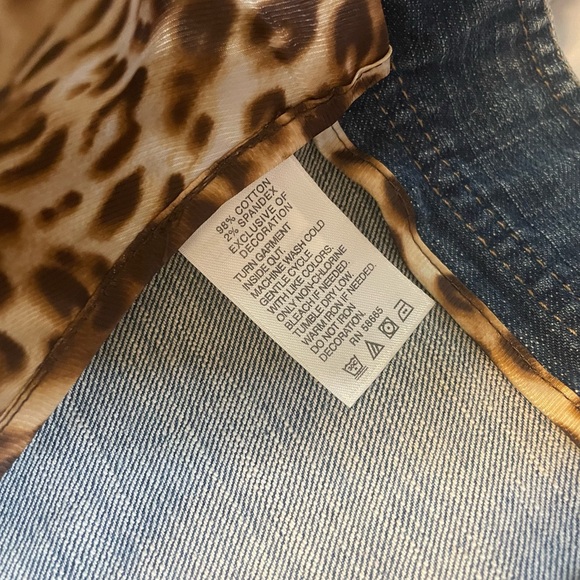 98% COTTON
2% SPANDEX
EXCLUSIVE OF
DECORATION
TURN GARMENT
INSIDE OUT.
MACHINE WASH COLD
GENTLE CYCLE
WITH LIKE COLORS.
ONLY NON-CHLORINE
BLEACH IF NEEDED.
TUMBLE DRY LOW.
WARM IRON IF NEEDED.
DO NOT IRON
DECORATION.
RN 58665